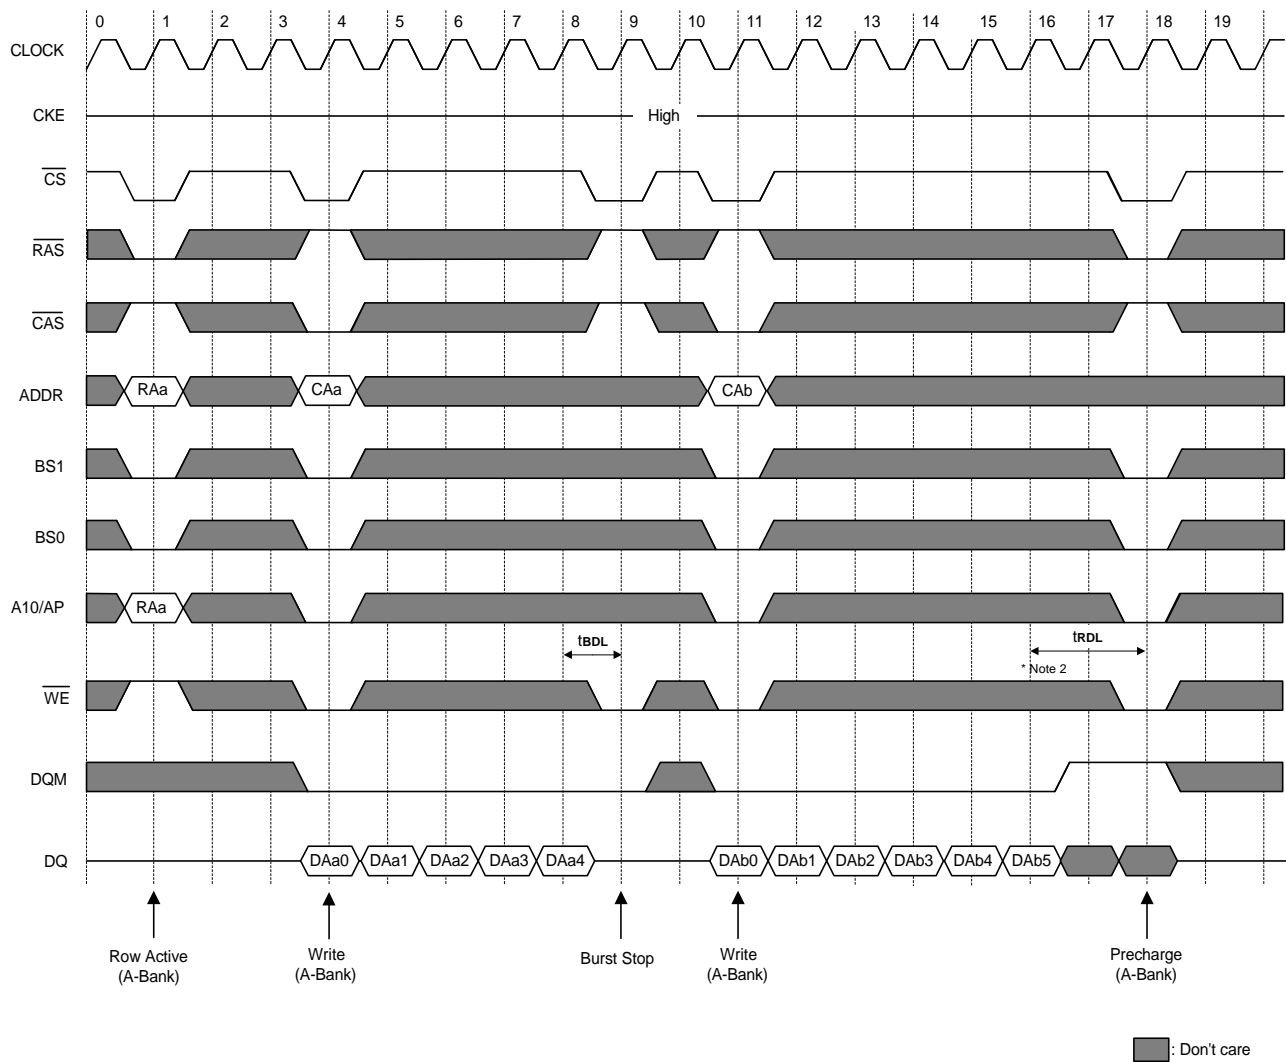 0 1 2 3 4 5 6 7 8 9 10 11 12 13 14 15 16 17 18 19
CLOCK
CKE High
CS
RAS
CAS
ADDR RAa CAa CAb
BS1
BS0
A10/AP RAa
tBDL tRDL
* Note 2
WE
DQM
DQ DAa0 DAa1 DAa2 DAa3 DAa4 DAb0 DAb1 DAb2 DAb3 DAb4 DAb5
Row Active
(A-Bank)
Write
(A-Bank)
Burst Stop
Write
(A-Bank)
Precharge
(A-Bank)
: Don't care